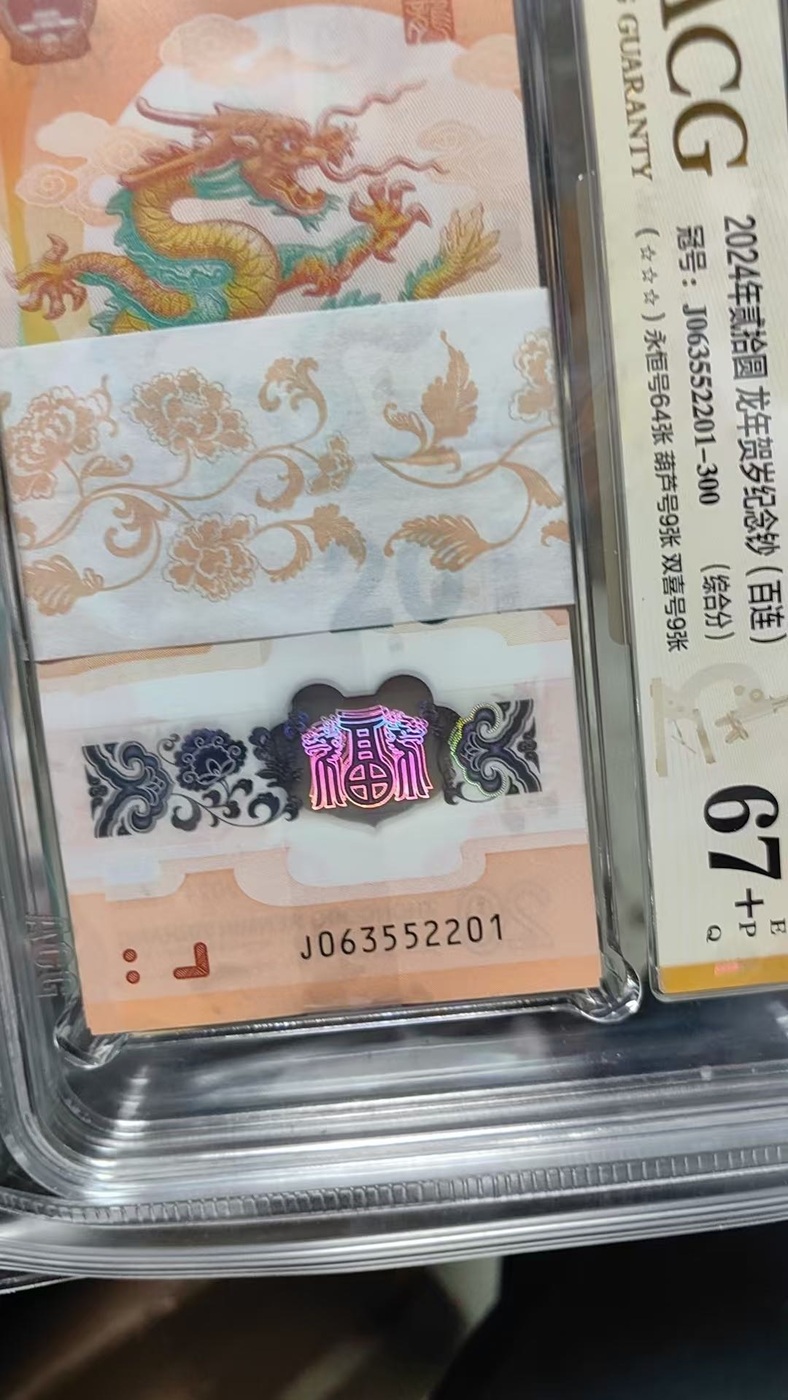 ACG
GUARANTY
2024年贰拾圆 龙年贺岁纪念钞（百连）
冠号：J063552201-300 （综合分）
（☆☆☆）永恒号64张 葫芦号9张 双喜号9张
67+
E
P
Q
20
J063552201
ACG